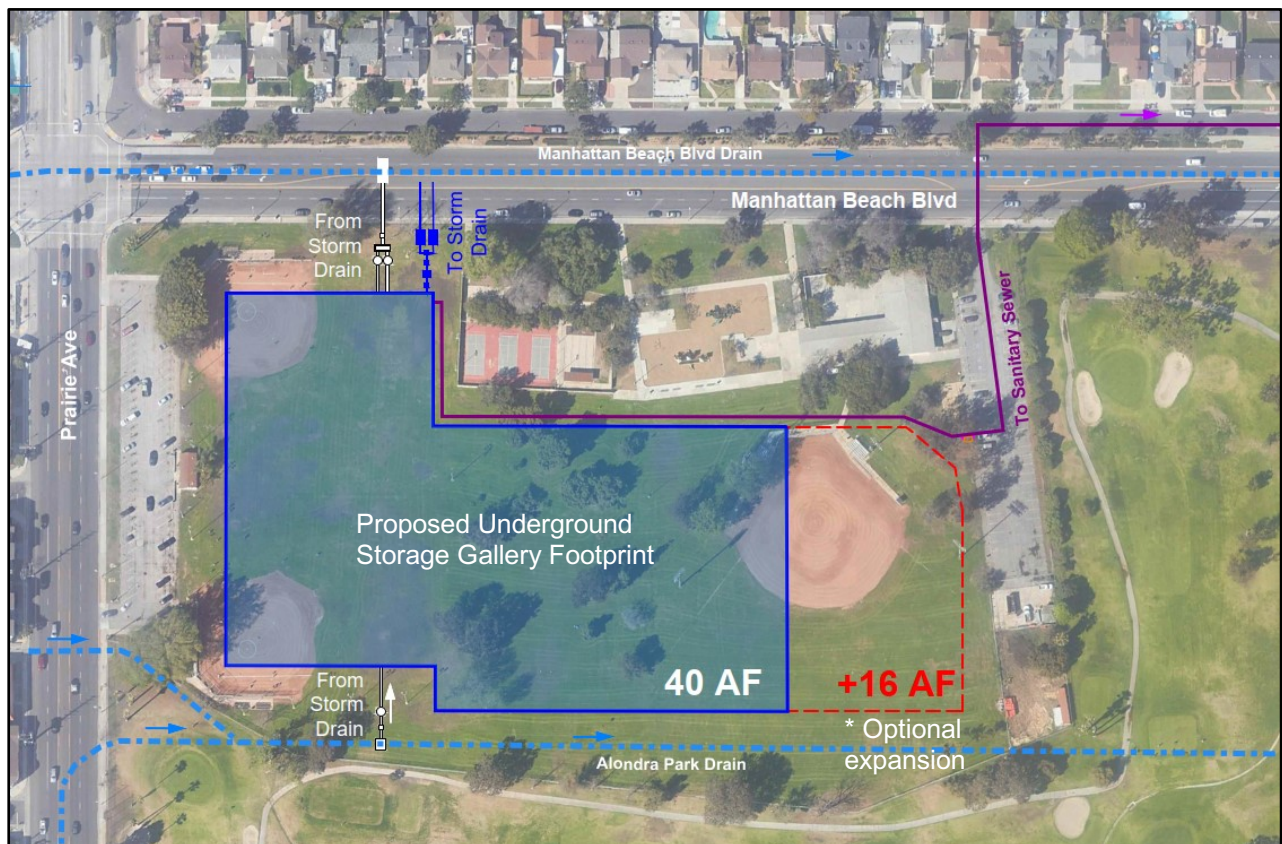 Manhattan Beach Blvd Drain
Manhattan Beach Blvd
From
Storm
Drain
To Storm
Drain
Prairie Ave
To Sanitary Sewer
Proposed Underground
Storage Gallery Footprint
40 AF
+16 AF
* Optional
expansion
From
Storm
Drain
Alondra Park Drain